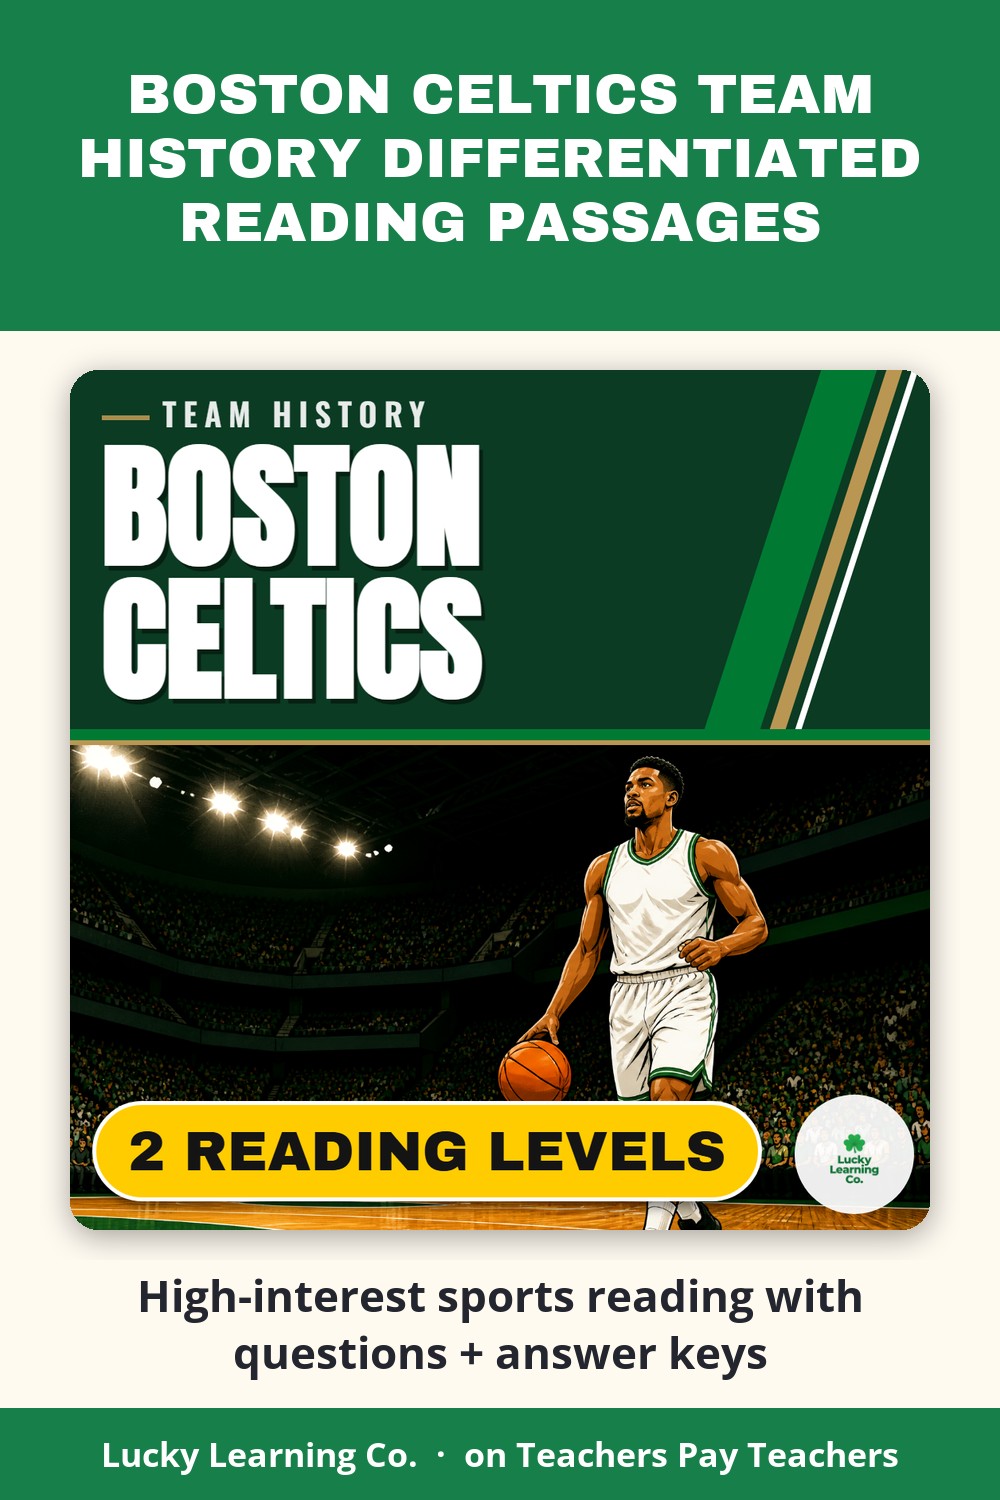 BOSTON CELTICS TEAM
HISTORY DIFFERENTIATED
READING PASSAGES
TEAM HISTORY
BOSTON
CELTICS
2 READING LEVELS
Lucky
Learning
Co.
High-interest sports reading with
questions + answer keys
Lucky Learning Co. · on Teachers Pay Teachers